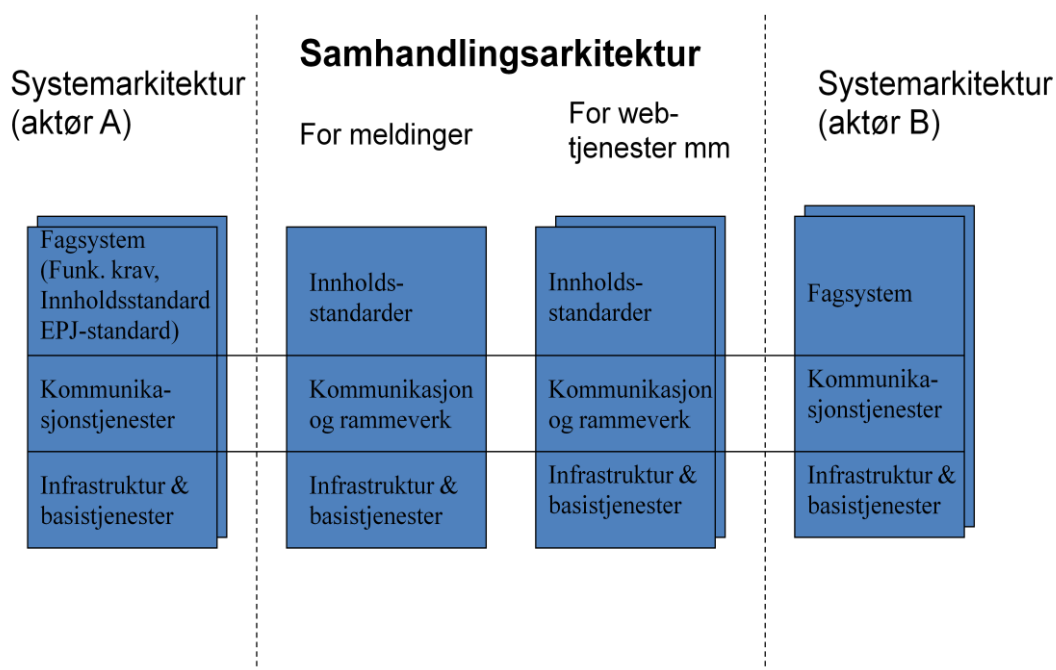 Samhandlingsarkitektur
Systemarkitektur
(aktør A)
For meldinger
For web-
tjenester mm
Systemarkitektur
(aktør B)
Fagsystem
(Funk. krav,
Innholdsstandard
EPJ-standard)
Innholds-
standarder
Innholds-
standarder
Fagsystem
Kommunika-
sjonstjenester
Kommunikasjon
og rammeverk
Kommunikasjon
og rammeverk
Kommunika-
sjonstjenester
Infrastruktur &
basistjenester
Infrastruktur &
basistjenester
Infrastruktur &
basistjenester
Infrastruktur &
basistjenester